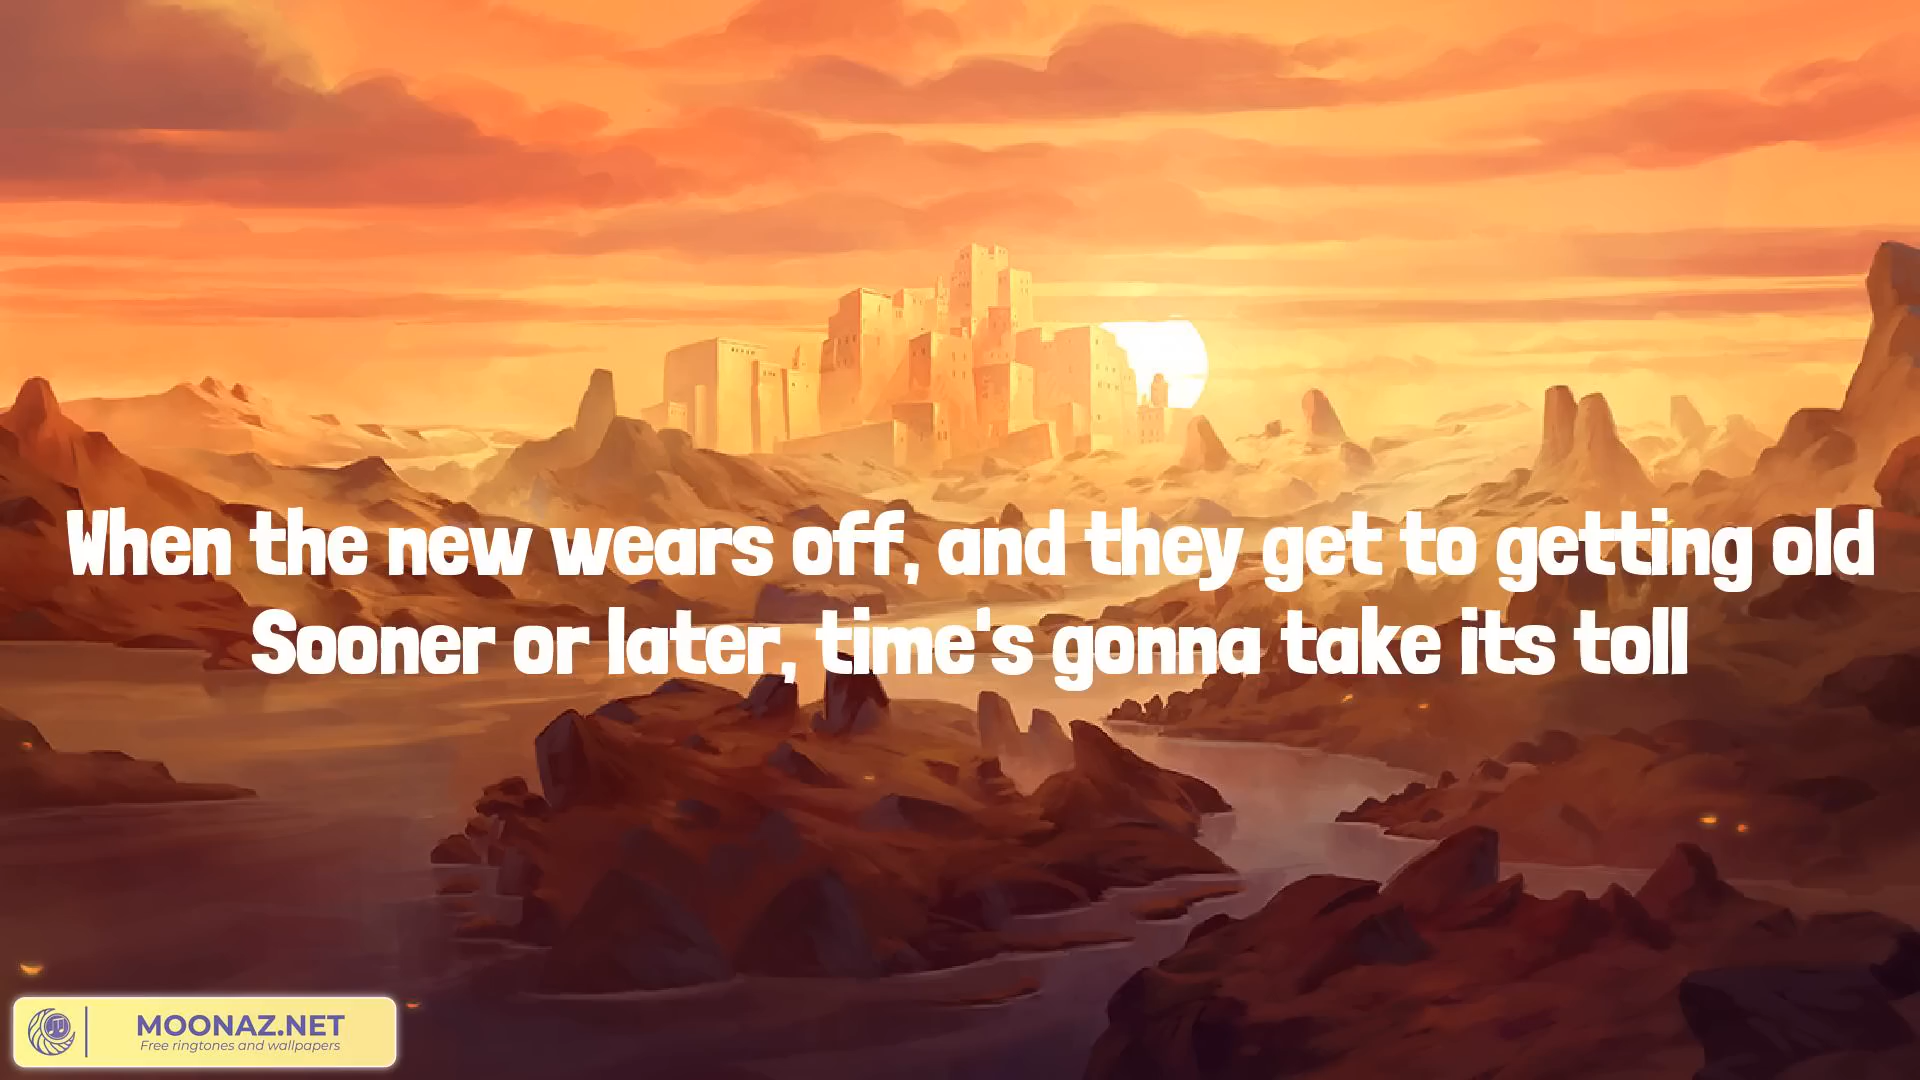 When the new wears off, and they get to getting old
Sooner or later, time's gonna take its toll
MOONAZ.NET
Free ringtones and wallpapers